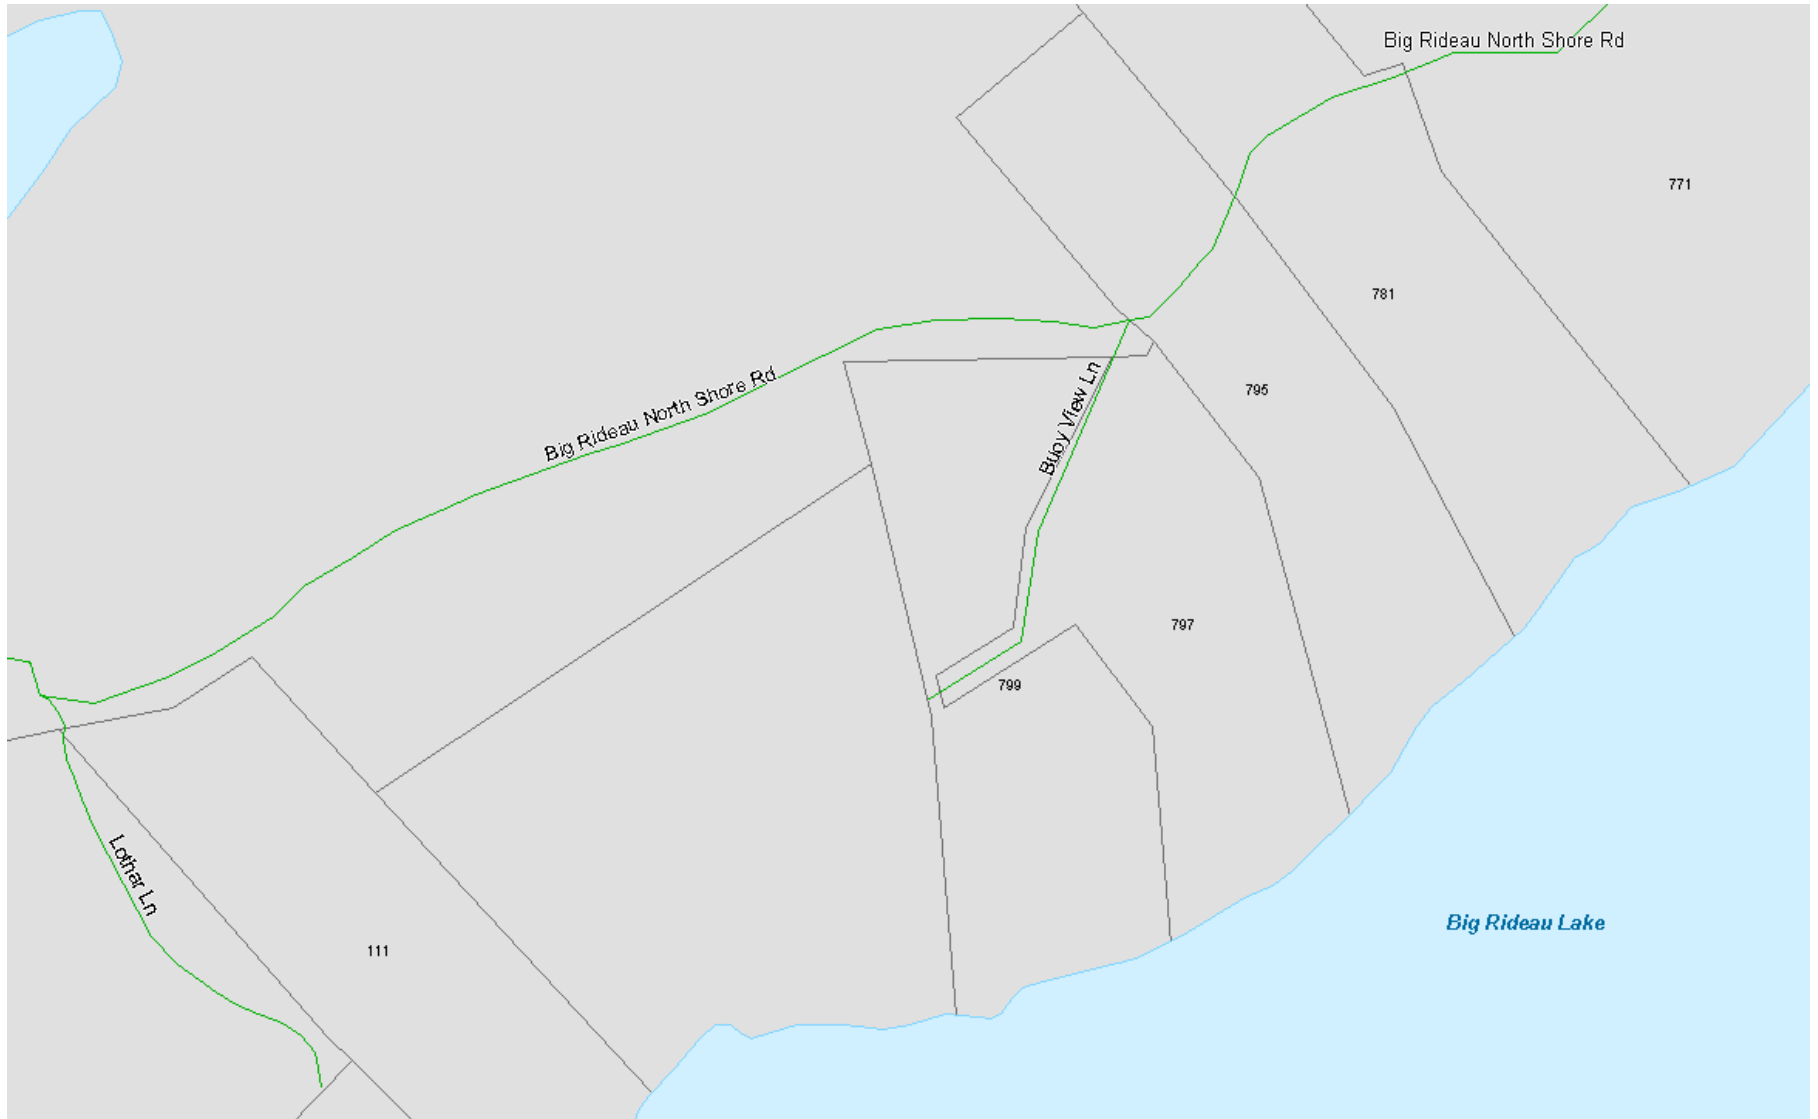 Big Rideau North Shore Rd
771
781
Big Rideau North Shore Rd
Buoy View Ln
795
797
799
Lothar Ln
111
Big Rideau Lake